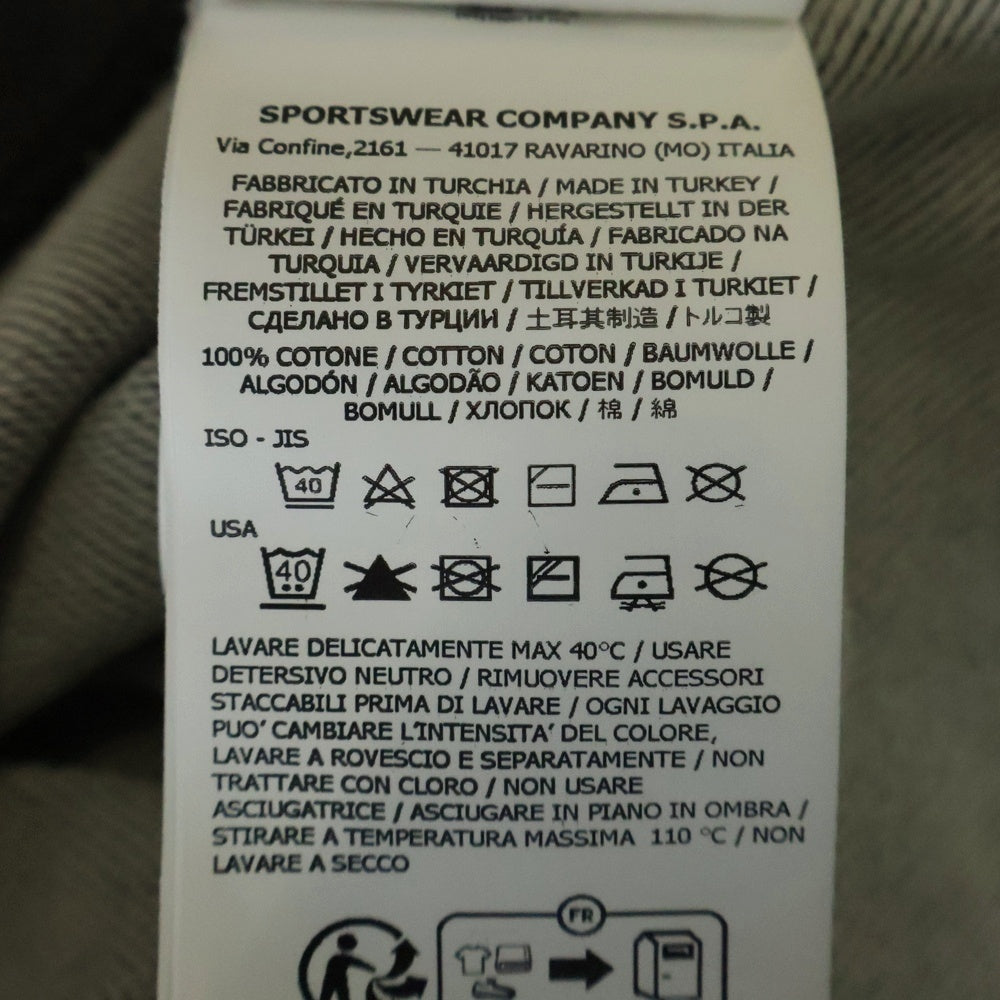 SPORTSWEAR COMPANY S.P.A.
Via Confine,2161 — 41017 RAVARINO (MO) ITALIA
FABBRICATO IN TURCHIA / MADE IN TURKEY /
FABRIQUÉ EN TURQUIE / HERGESTELLT IN DER
TÜRKEI / HECHO EN TURQUÍA / FABRICADO NA
TURQUIA / VERVAARDIGD IN TURKIJE /
FREMSTILLET I TYRKIET / TILLVERKAD I TURKIET /
СДЕЛАНО В ТУРЦИИ / 土耳其制造 / トルコ製
100% COTONE / COTTON / COTON / BAUMWOLLE /
ALGODÓN / ALGODÃO / KATOEN / BOMULD /
BOMULL / ХЛОПОК / 棉 / 綿
ISO - JIS
40
USA
40
LAVARE DELICATAMENTE MAX 40°C / USARE
DETERSIVO NEUTRO / RIMUOVERE ACCESSORI
STACCABILI PRIMA DI LAVARE / OGNI LAVAGGIO
PUO' CAMBIARE L'INTENSITA' DEL COLORE,
LAVARE A ROVESCIO E SEPARATAMENTE / NON
TRATTARE CON CLORO / NON USARE
ASCIUGATRICE / ASCIUGARE IN PIANO IN OMBRA /
STIRARE A TEMPERATURA MASSIMA 110 °C / NON
LAVARE A SECCO
FR